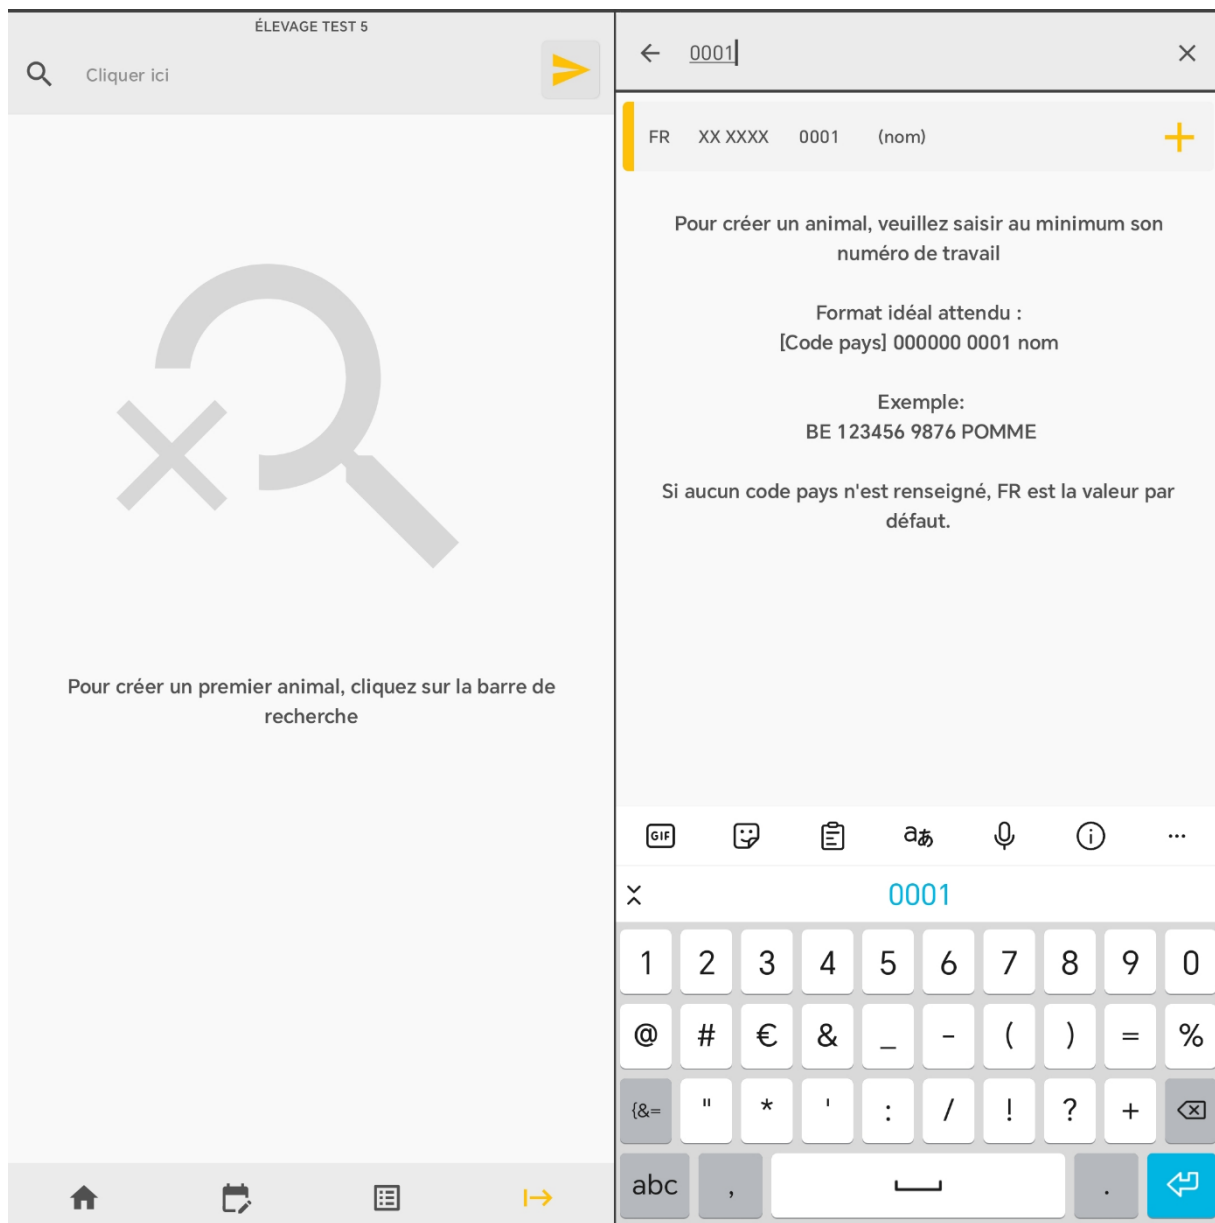 ÉLEVAGE TEST 5
Cliquer ici
Pour créer un premier animal, cliquez sur la barre de
recherche
0001
FR XX XXXX 0001 (nom)
Pour créer un animal, veuillez saisir au minimum son
numéro de travail
Format idéal attendu :
[Code pays] 000000 0001 nom
Exemple:
BE 123456 9876 POMME
Si aucun code pays n'est renseigné, FR est la valeur par
défaut.
GIF aあ ...
0001
1 2 3 4 5 6 7 8 9 0
@ # € & _ - ( ) = %
{&= " * ' : / ! ? +
abc , .